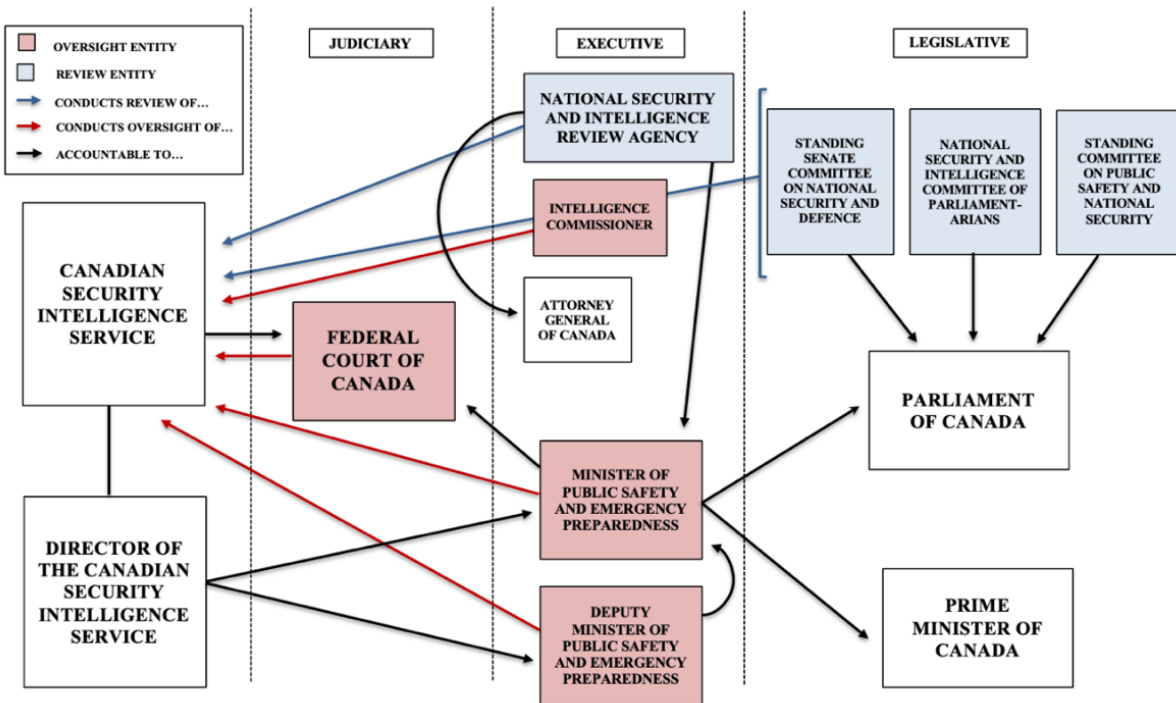 OVERSIGHT ENTITY
REVIEW ENTITY
CONDUCTS REVIEW OF...
CONDUCTS OVERSIGHT OF...
ACCOUNTABLE TO...
JUDICIARY
EXECUTIVE
LEGISLATIVE
NATIONAL SECURITY
AND INTELLIGENCE
REVIEW AGENCY
STANDING
SENATE
COMMITTEE
ON NATIONAL
SECURITY AND
DEFENCE
NATIONAL
SECURITY AND
INTELLIGENCE
COMMITTEE OF
PARLIAMENT-
ARIANS
STANDING
COMMITTEE
ON PUBLIC
SAFETY AND
NATIONAL
SECURITY
INTELLIGENCE
COMMISSIONER
CANADIAN
SECURITY
INTELLIGENCE
SERVICE
ATTORNEY
GENERAL
OF CANADA
FEDERAL
COURT OF
CANADA
PARLIAMENT
OF CANADA
MINISTER OF
PUBLIC SAFETY
AND EMERGENCY
PREPAREDNESS
DIRECTOR OF
THE CANADIAN
SECURITY
INTELLIGENCE
SERVICE
DEPUTY
MINISTER OF
PUBLIC SAFETY
AND EMERGENCY
PREPAREDNESS
PRIME
MINISTER OF
CANADA